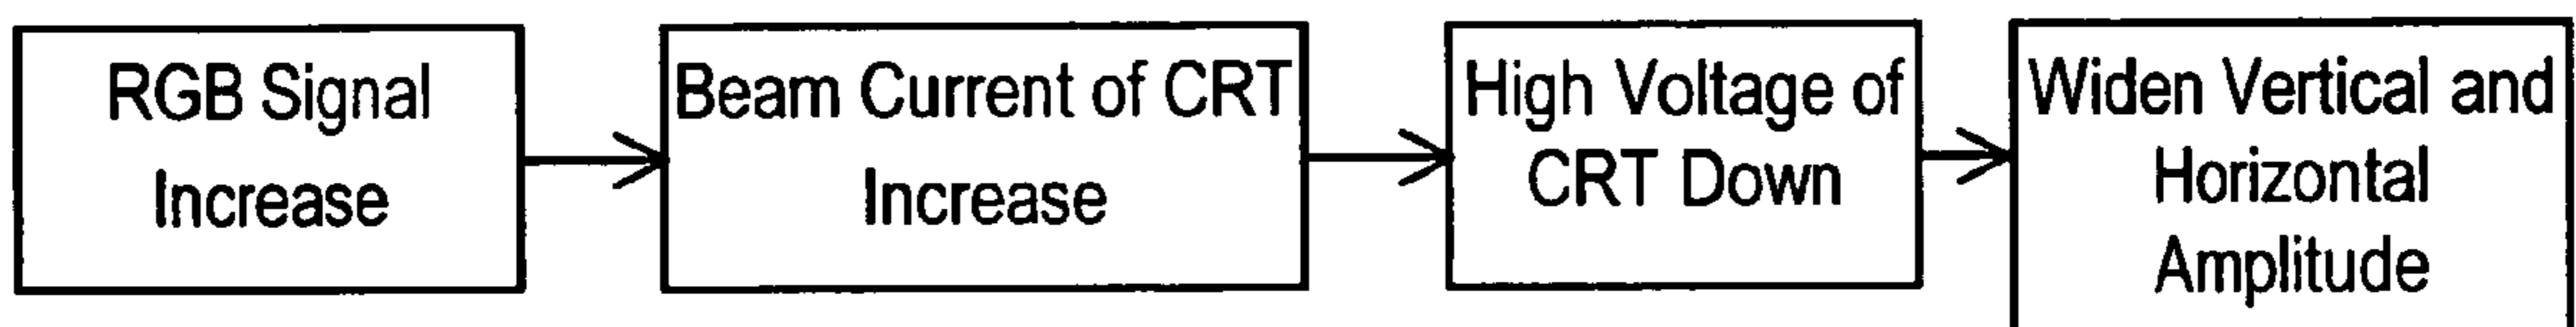 RGB Signal
Increase
Beam Current of CRT
Increase
High Voltage of
CRT Down
Widen Vertical and
Horizontal
Amplitude